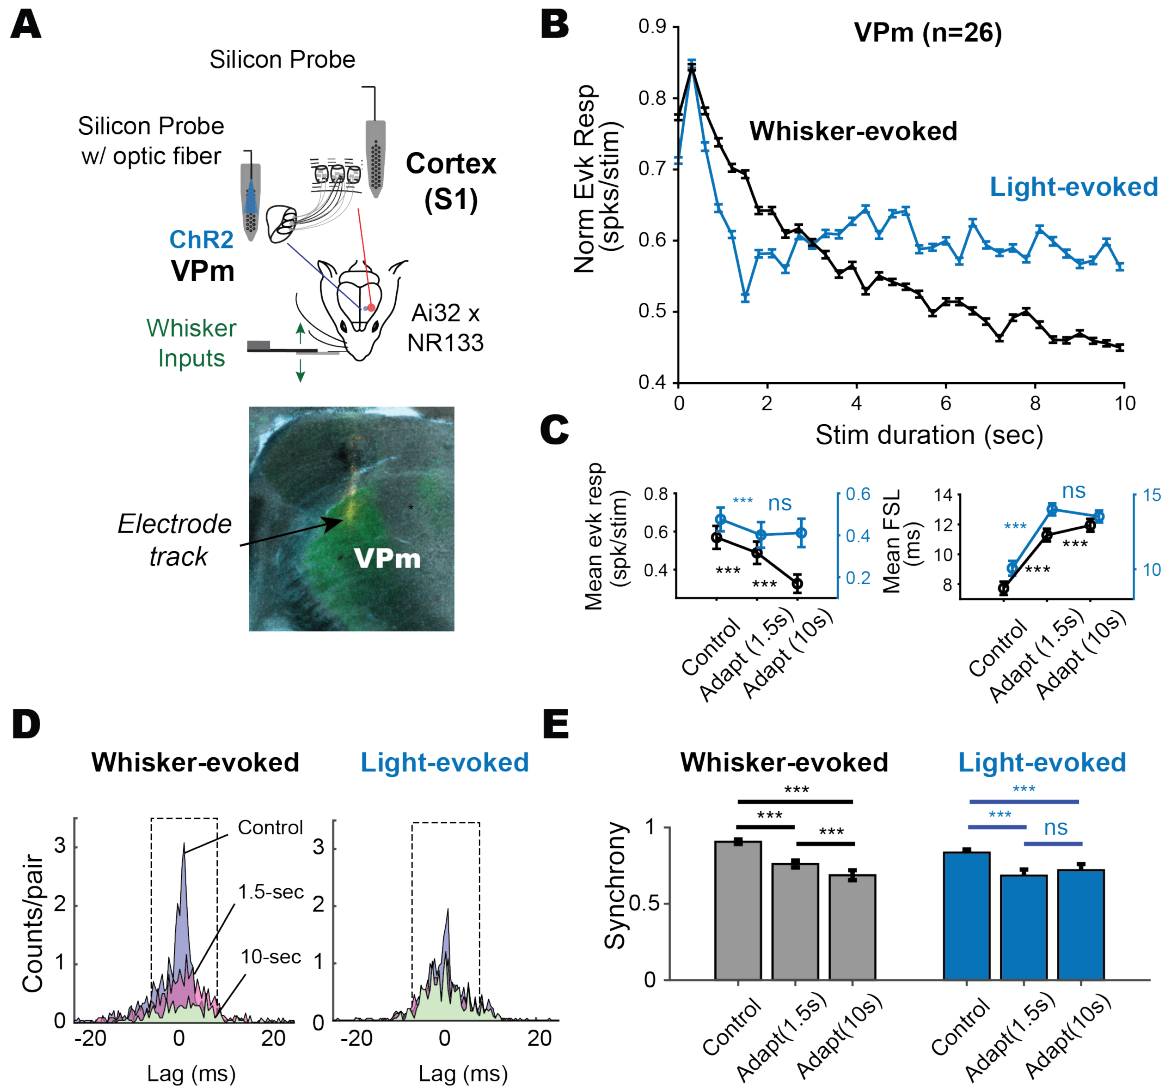 A
Silicon Probe
Silicon Probe
w/ optic fiber
Cortex
(S1)
ChR2
VPm
Whisker
Inputs
Ai32 x
NR133
Electrode
track
VPm
*
B
VPm (n=26)
Whisker-evoked
Light-evoked
Norm Evk Resp
(spks/stim)
0.9
0.8
0.7
0.6
0.5
0.4
0 2 4 6 8 10
Stim duration (sec)
C
Mean evk resp
(spk/stim)
0.8
0.6
0.4
0.6
0.4
0.2
*** ns
*** ***
Control
Adapt (1.5s)
Adapt (10s)
Mean FSL
(ms)
14
12
10
8
15
10
ns
***
*** ***
Control
Adapt (1.5s)
Adapt (10s)
D
Whisker-evoked
Counts/pair
3
2
1
0
Control
1.5-sec
10-sec
-20 0 20
Lag (ms)
Light-evoked
3
2
1
0
-20 0 20
Lag (ms)
E
Whisker-evoked
Light-evoked
Synchrony
1
0.5
0
***
*** ***
***
*** ns
Control
Adapt(1.5s)
Adapt(10s)
Control
Adapt(1.5s)
Adapt(10s)